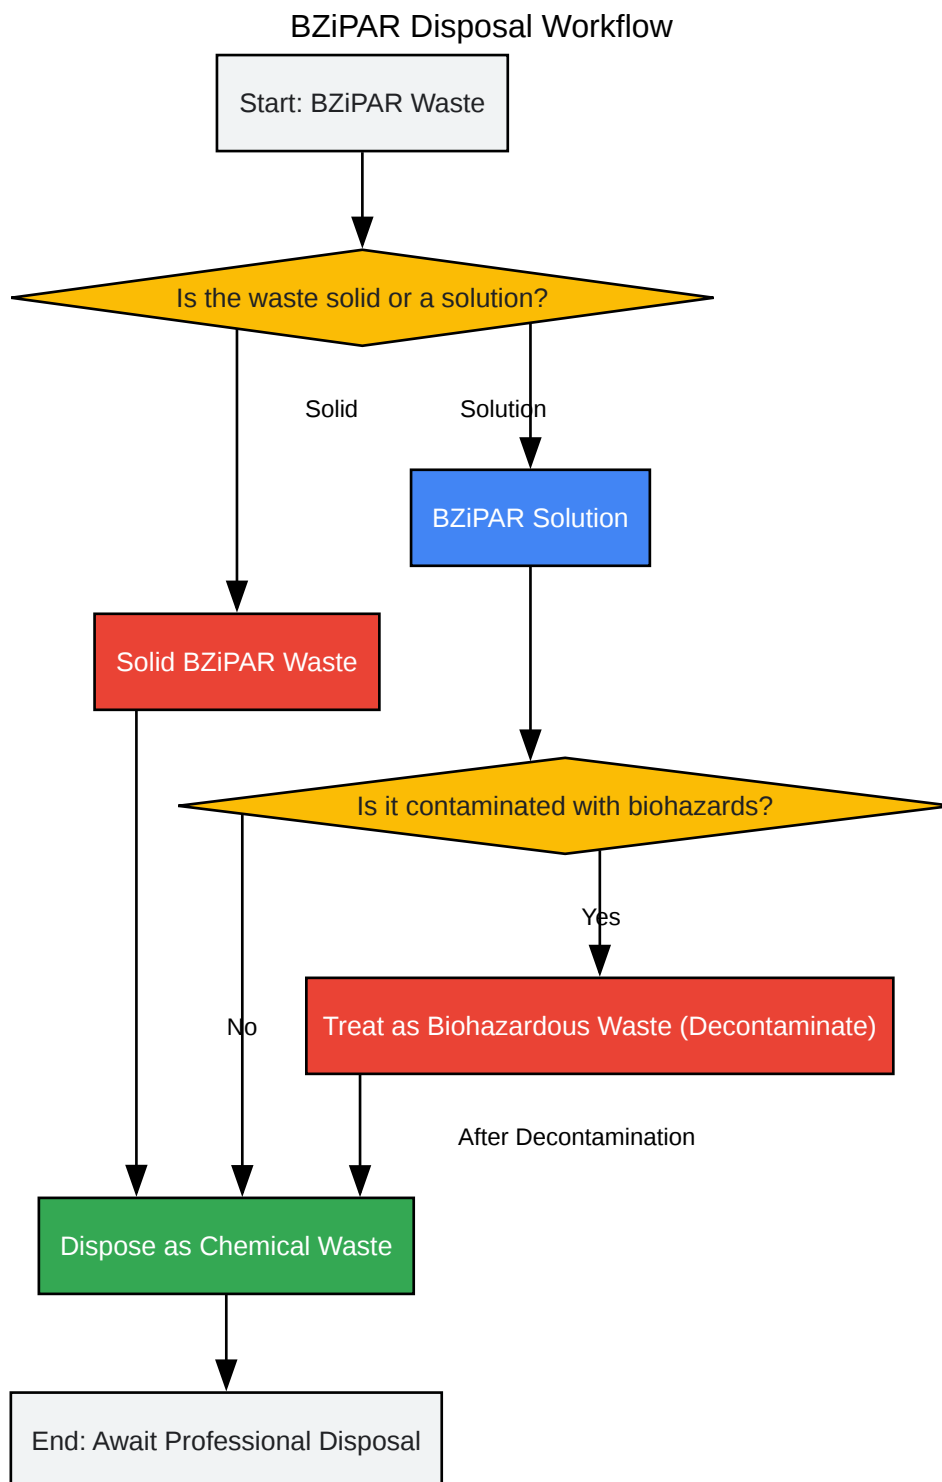 BZiPAR Disposal Workflow
Start: BZiPAR Waste
Is the waste solid or a solution?
Solid
Solution
BZiPAR Solution
Solid BZiPAR Waste
Is it contaminated with biohazards?
Yes
No
Treat as Biohazardous Waste (Decontaminate)
After Decontamination
Dispose as Chemical Waste
End: Await Professional Disposal